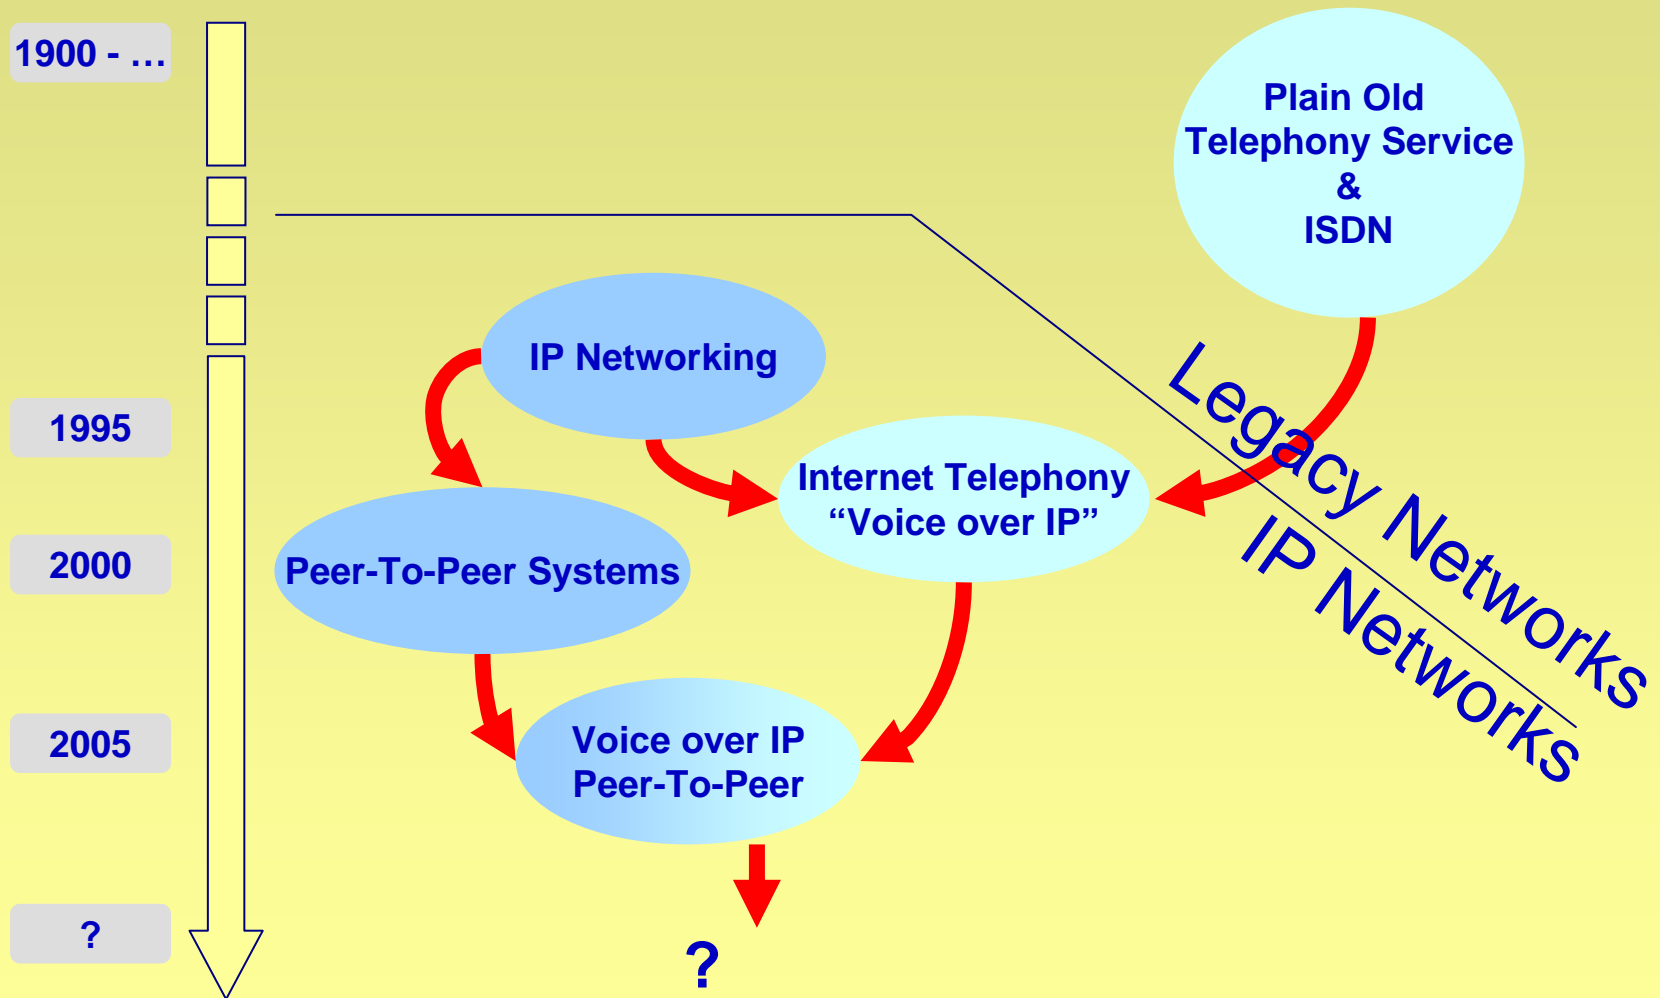 1900 - …
Plain Old
Telephony Service
&
ISDN
IP Networking
Legacy Networks
IP Networks
1995
Internet Telephony
“Voice over IP”
2000
Peer-To-Peer Systems
2005
Voice over IP
Peer-To-Peer
?
?